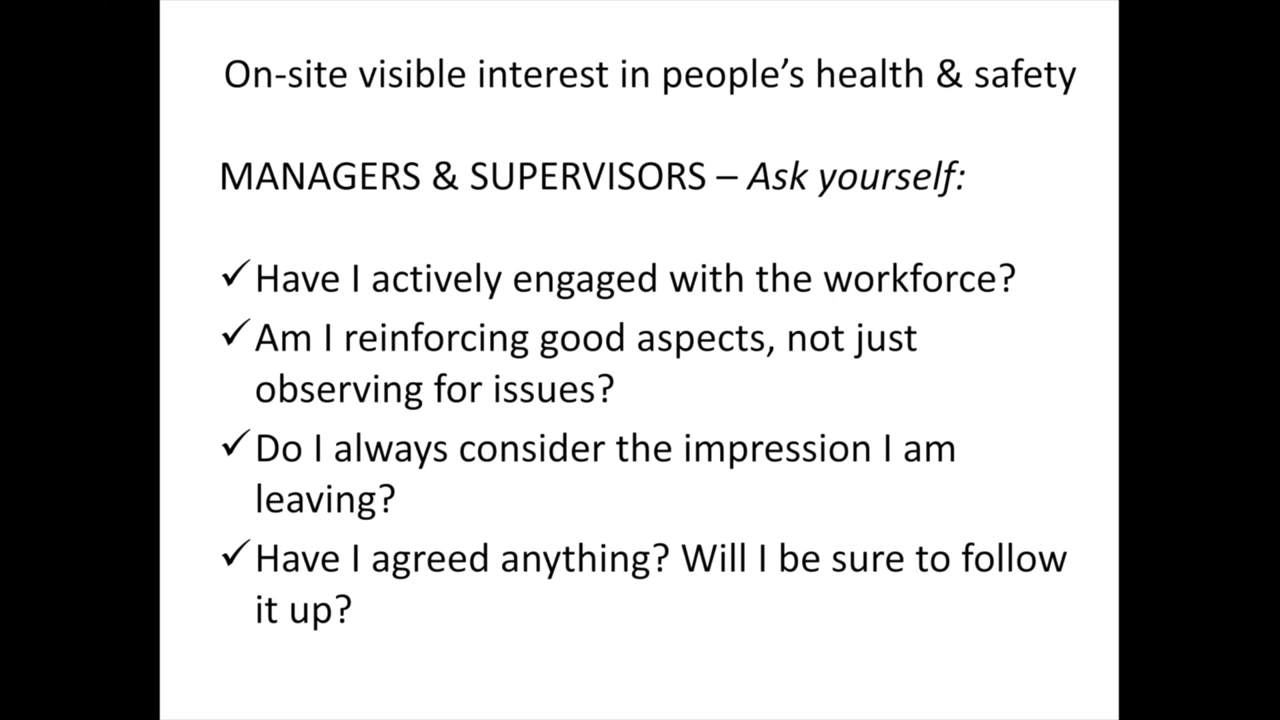 On-site visible interest in people’s health & safety
MANAGERS & SUPERVISORS – Ask yourself:
✓Have I actively engaged with the workforce?
✓Am I reinforcing good aspects, not just
observing for issues?
✓Do I always consider the impression I am
leaving?
✓Have I agreed anything? Will I be sure to follow
it up?